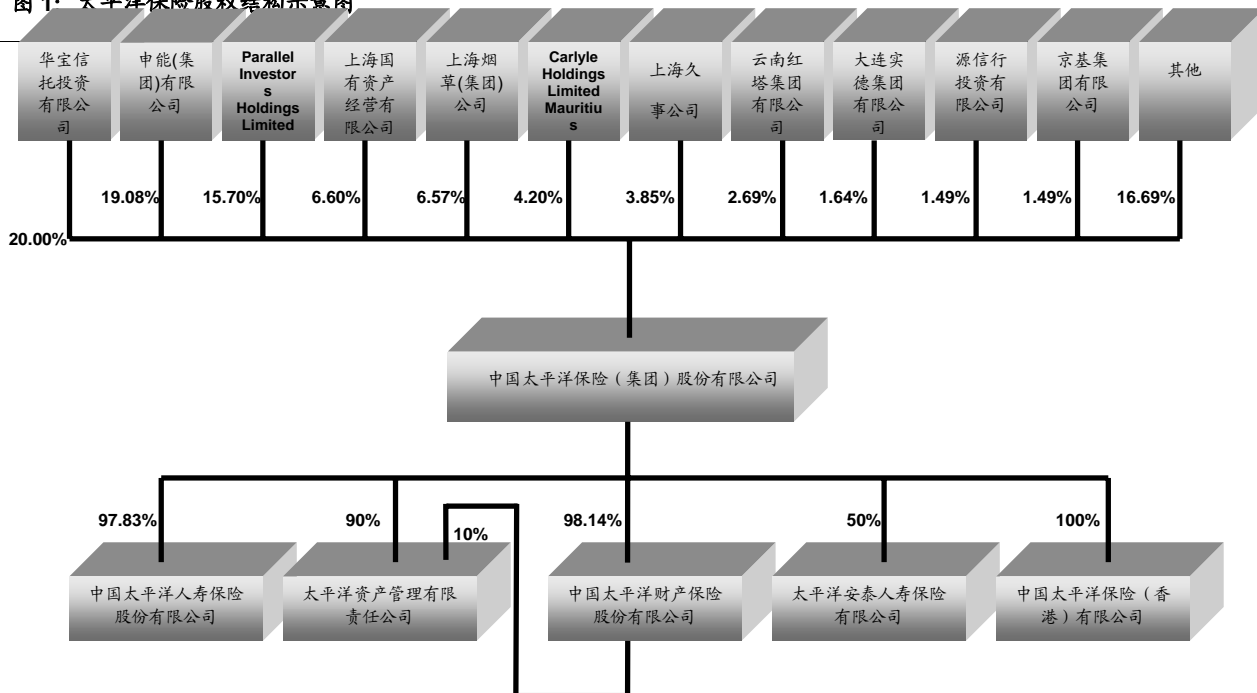 图 1: 太平洋保险股权结构示意图
华宝信
托投资
有限公
司
申能(集
团)有限
公司
Parallel
Investor
s
Holdings
Limited
上海国
有资产
经营有
限公司
上海烟
草(集团)
公司
Carlyle
Holdings
Limited
Mauritiu
s
上海久
事公司
云南红
塔集团
有限公
司
大连实
德集团
有限公
司
源信行
投资有
限公司
京基集
团有限
公司
其他
20.00%
19.08%
15.70%
6.60%
6.57%
4.20%
3.85%
2.69%
1.64%
1.49%
1.49%
16.69%
中国太平洋保险（集团）股份有限公司
97.83%
90%
10%
98.14%
50%
100%
中国太平洋人寿保险
股份有限公司
太平洋资产管理有限
责任公司
中国太平洋财产保险
股份有限公司
太平洋安泰人寿保险
有限公司
中国太平洋保险（香
港）有限公司